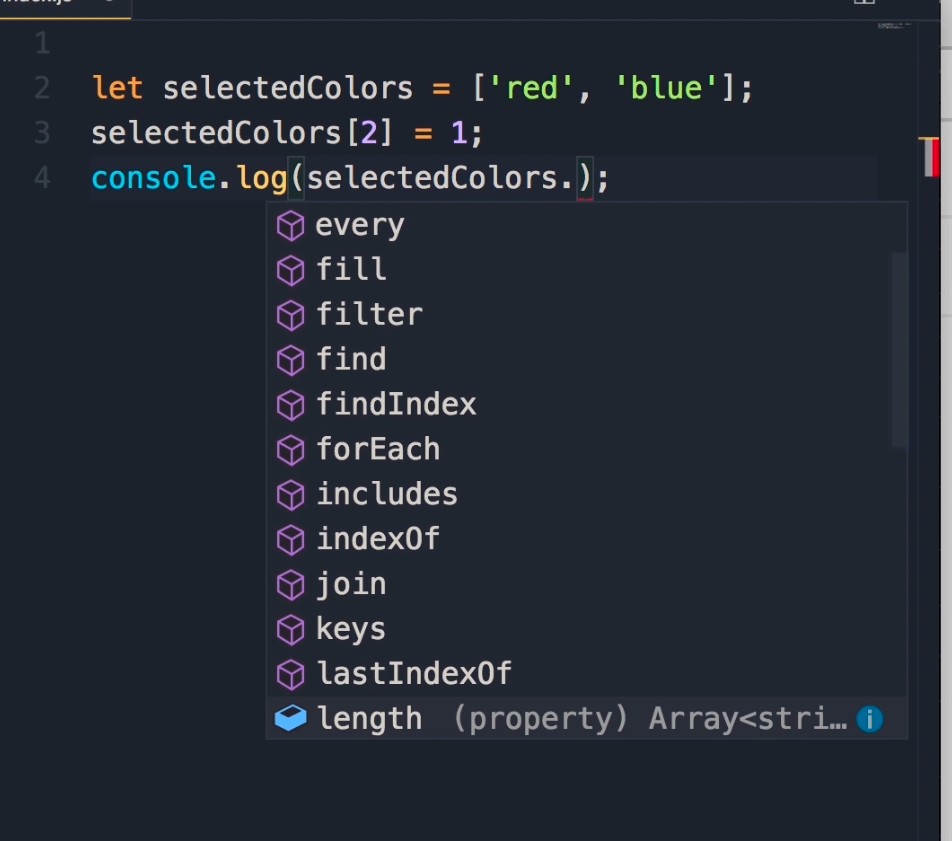 1
2 let selectedColors = ['red', 'blue'];
3 selectedColors[2] = 1;
4 console.log(selectedColors.);
every
fill
filter
find
findIndex
forEach
includes
indexOf
join
keys
lastIndexOf
length (property) Array<stri…